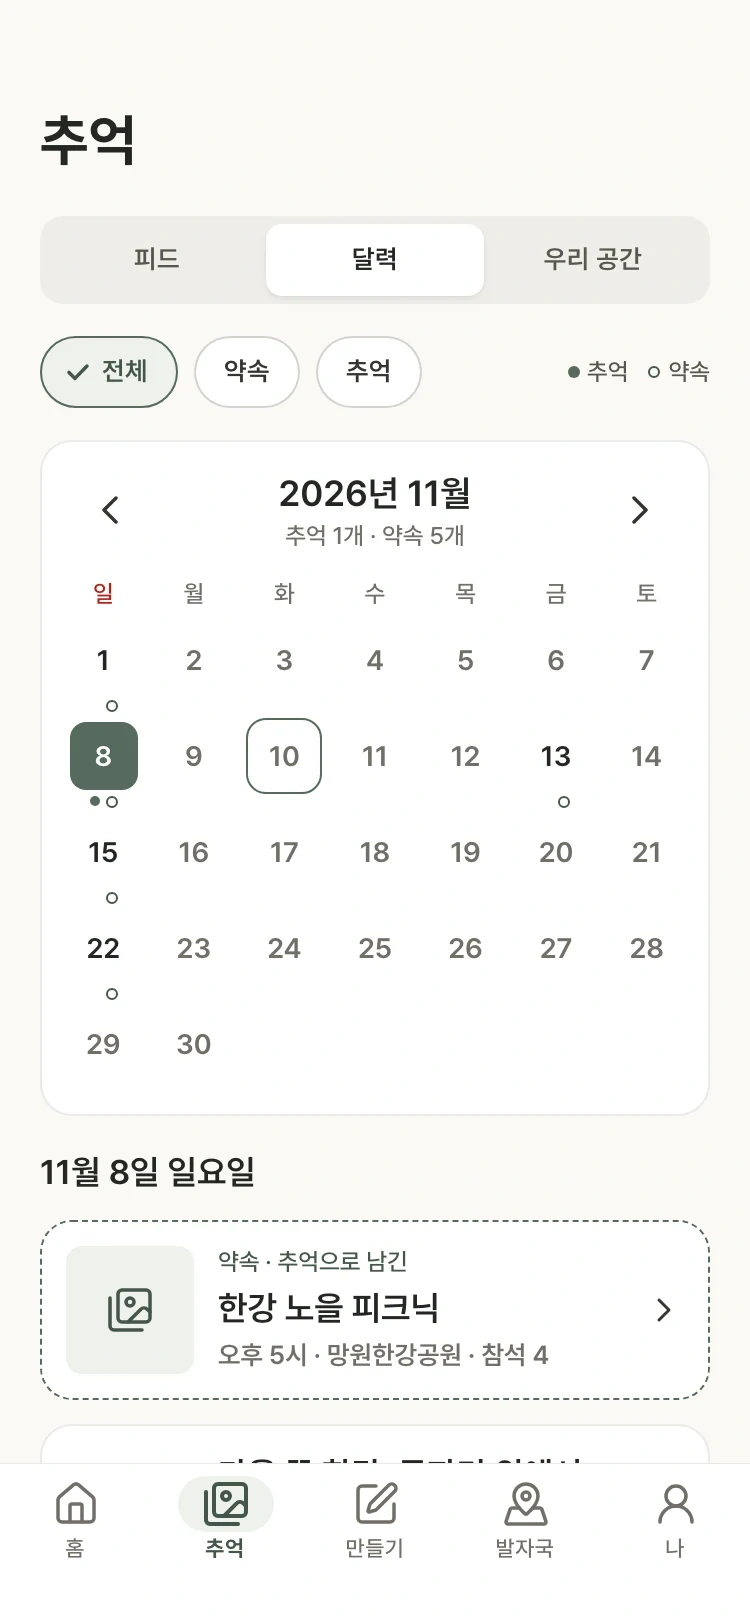 추억
피드 달력 우리 공간
전체 약속 추억 추억 약속
2026년 11월
추억 1개 · 약속 5개
일 월 화 수 목 금 토
1 2 3 4 5 6 7
8 9 10 11 12 13 14
15 16 17 18 19 20 21
22 23 24 25 26 27 28
29 30
11월 8일 일요일
약속 · 추억으로 남긴
한강 노을 피크닉
오후 5시 · 망원한강공원 · 참석 4
홈 추억 만들기 발자국 나